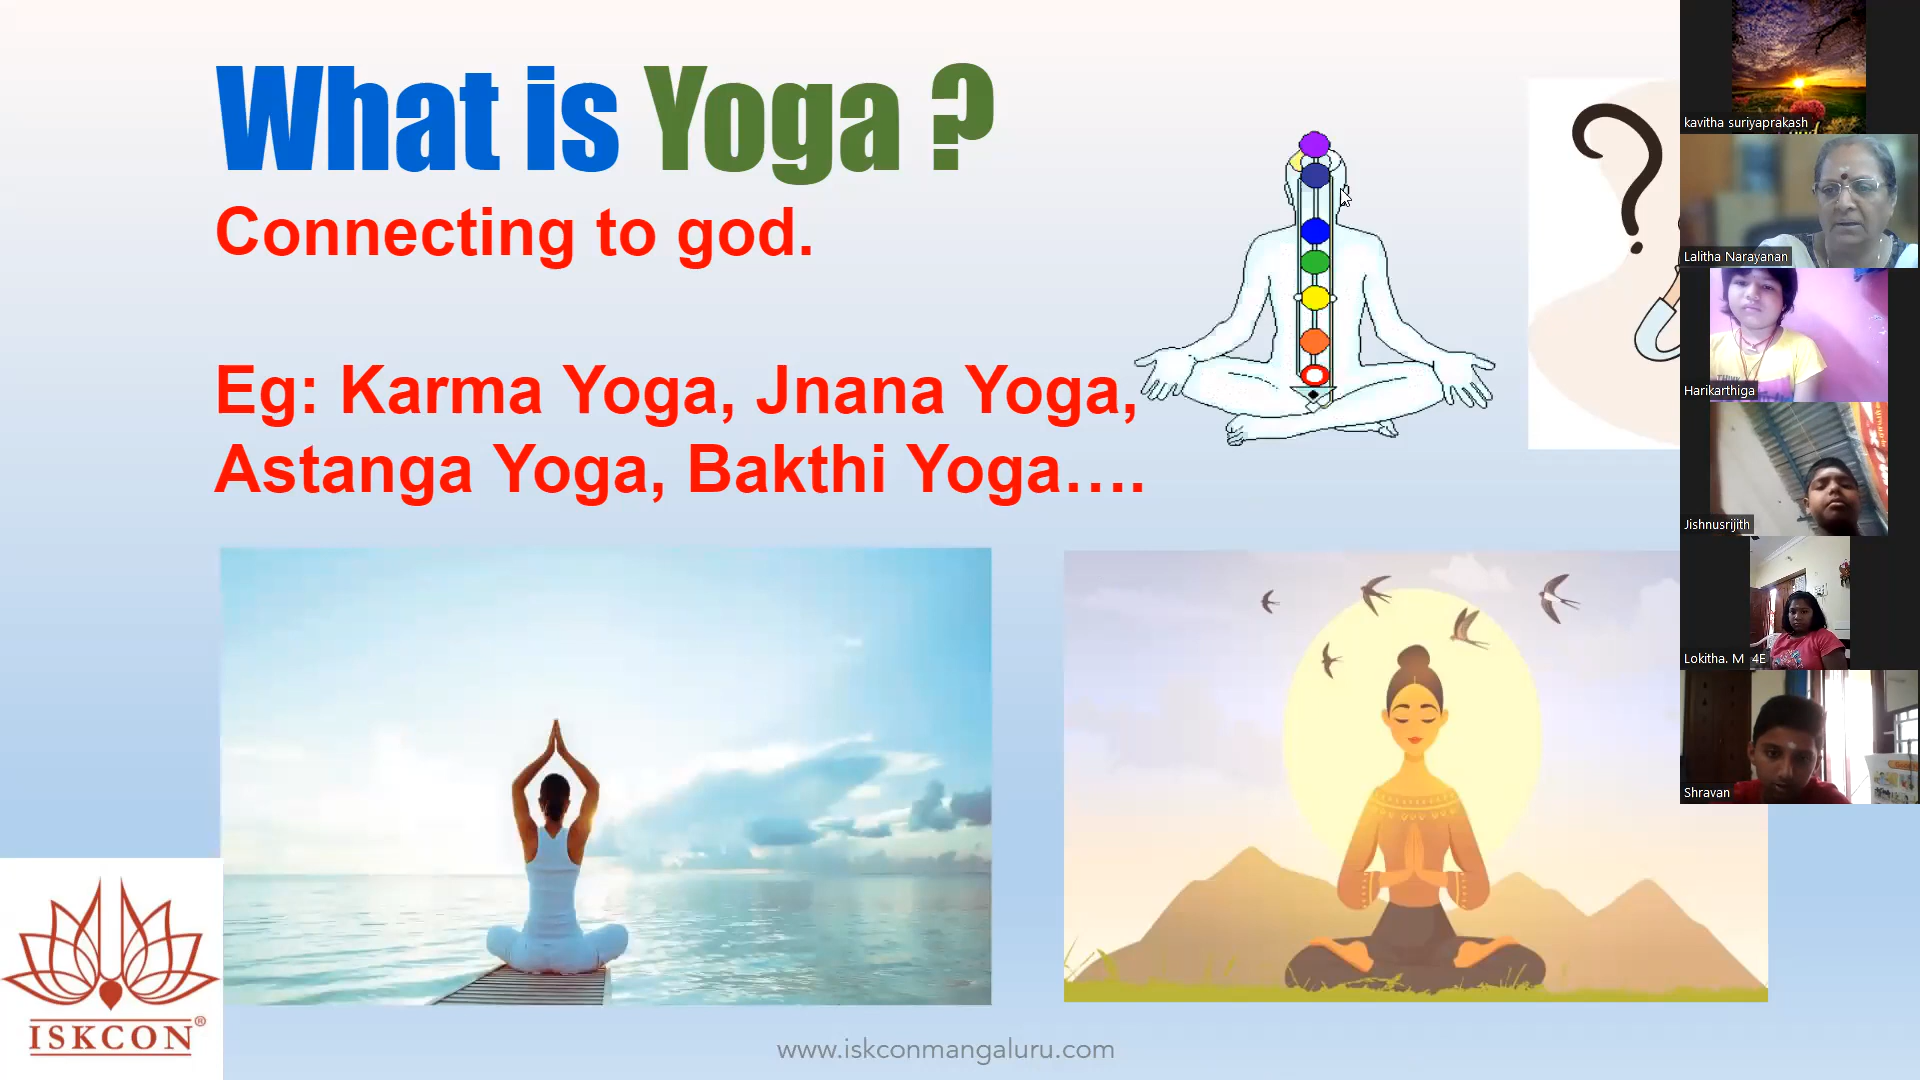 What is Yoga ?
Connecting to god.
Eg: Karma Yoga, Jnana Yoga,
Astanga Yoga, Bakthi Yoga....
ISKCON®
www.iskconmangaluru.com
kavitha suriyaprakash
Lalitha Narayanan
Harikarthiga
Jishnusrijith
Lokitha. M 4E
Shravan